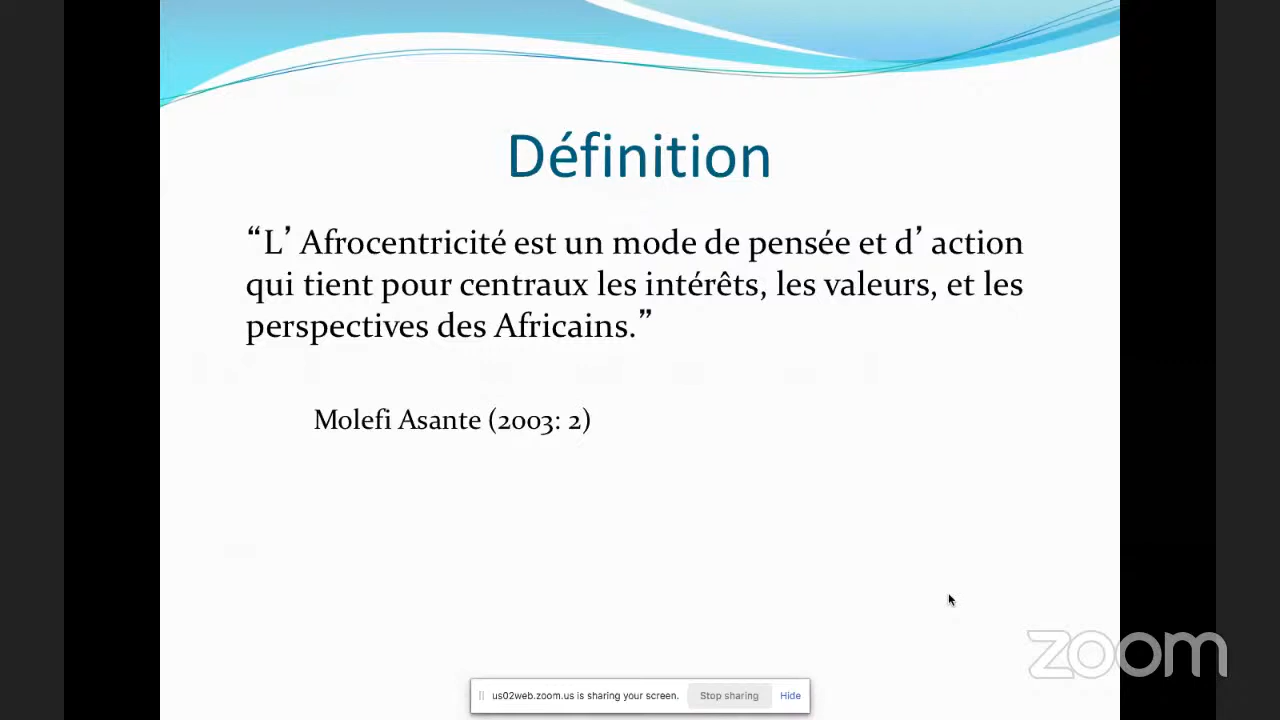 Définition
“L’ Afrocentricité est un mode de pensée et d’ action
qui tient pour centraux les intérêts, les valeurs, et les
perspectives des Africains.”
Molefi Asante (2003: 2)
zoom
us02web.zoom.us is sharing your screen. Stop sharing Hide